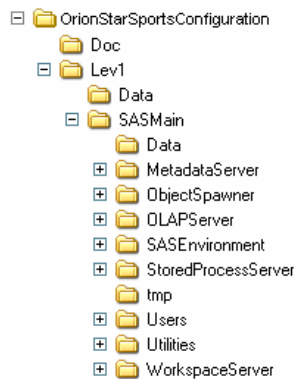 OrionStarSportsConfiguration
Doc
Lev1
Data
SASMain
Data
MetadataServer
ObjectSpawner
OLAPServer
SASEnvironment
StoredProcessServer
tmp
Users
Utilities
WorkspaceServer